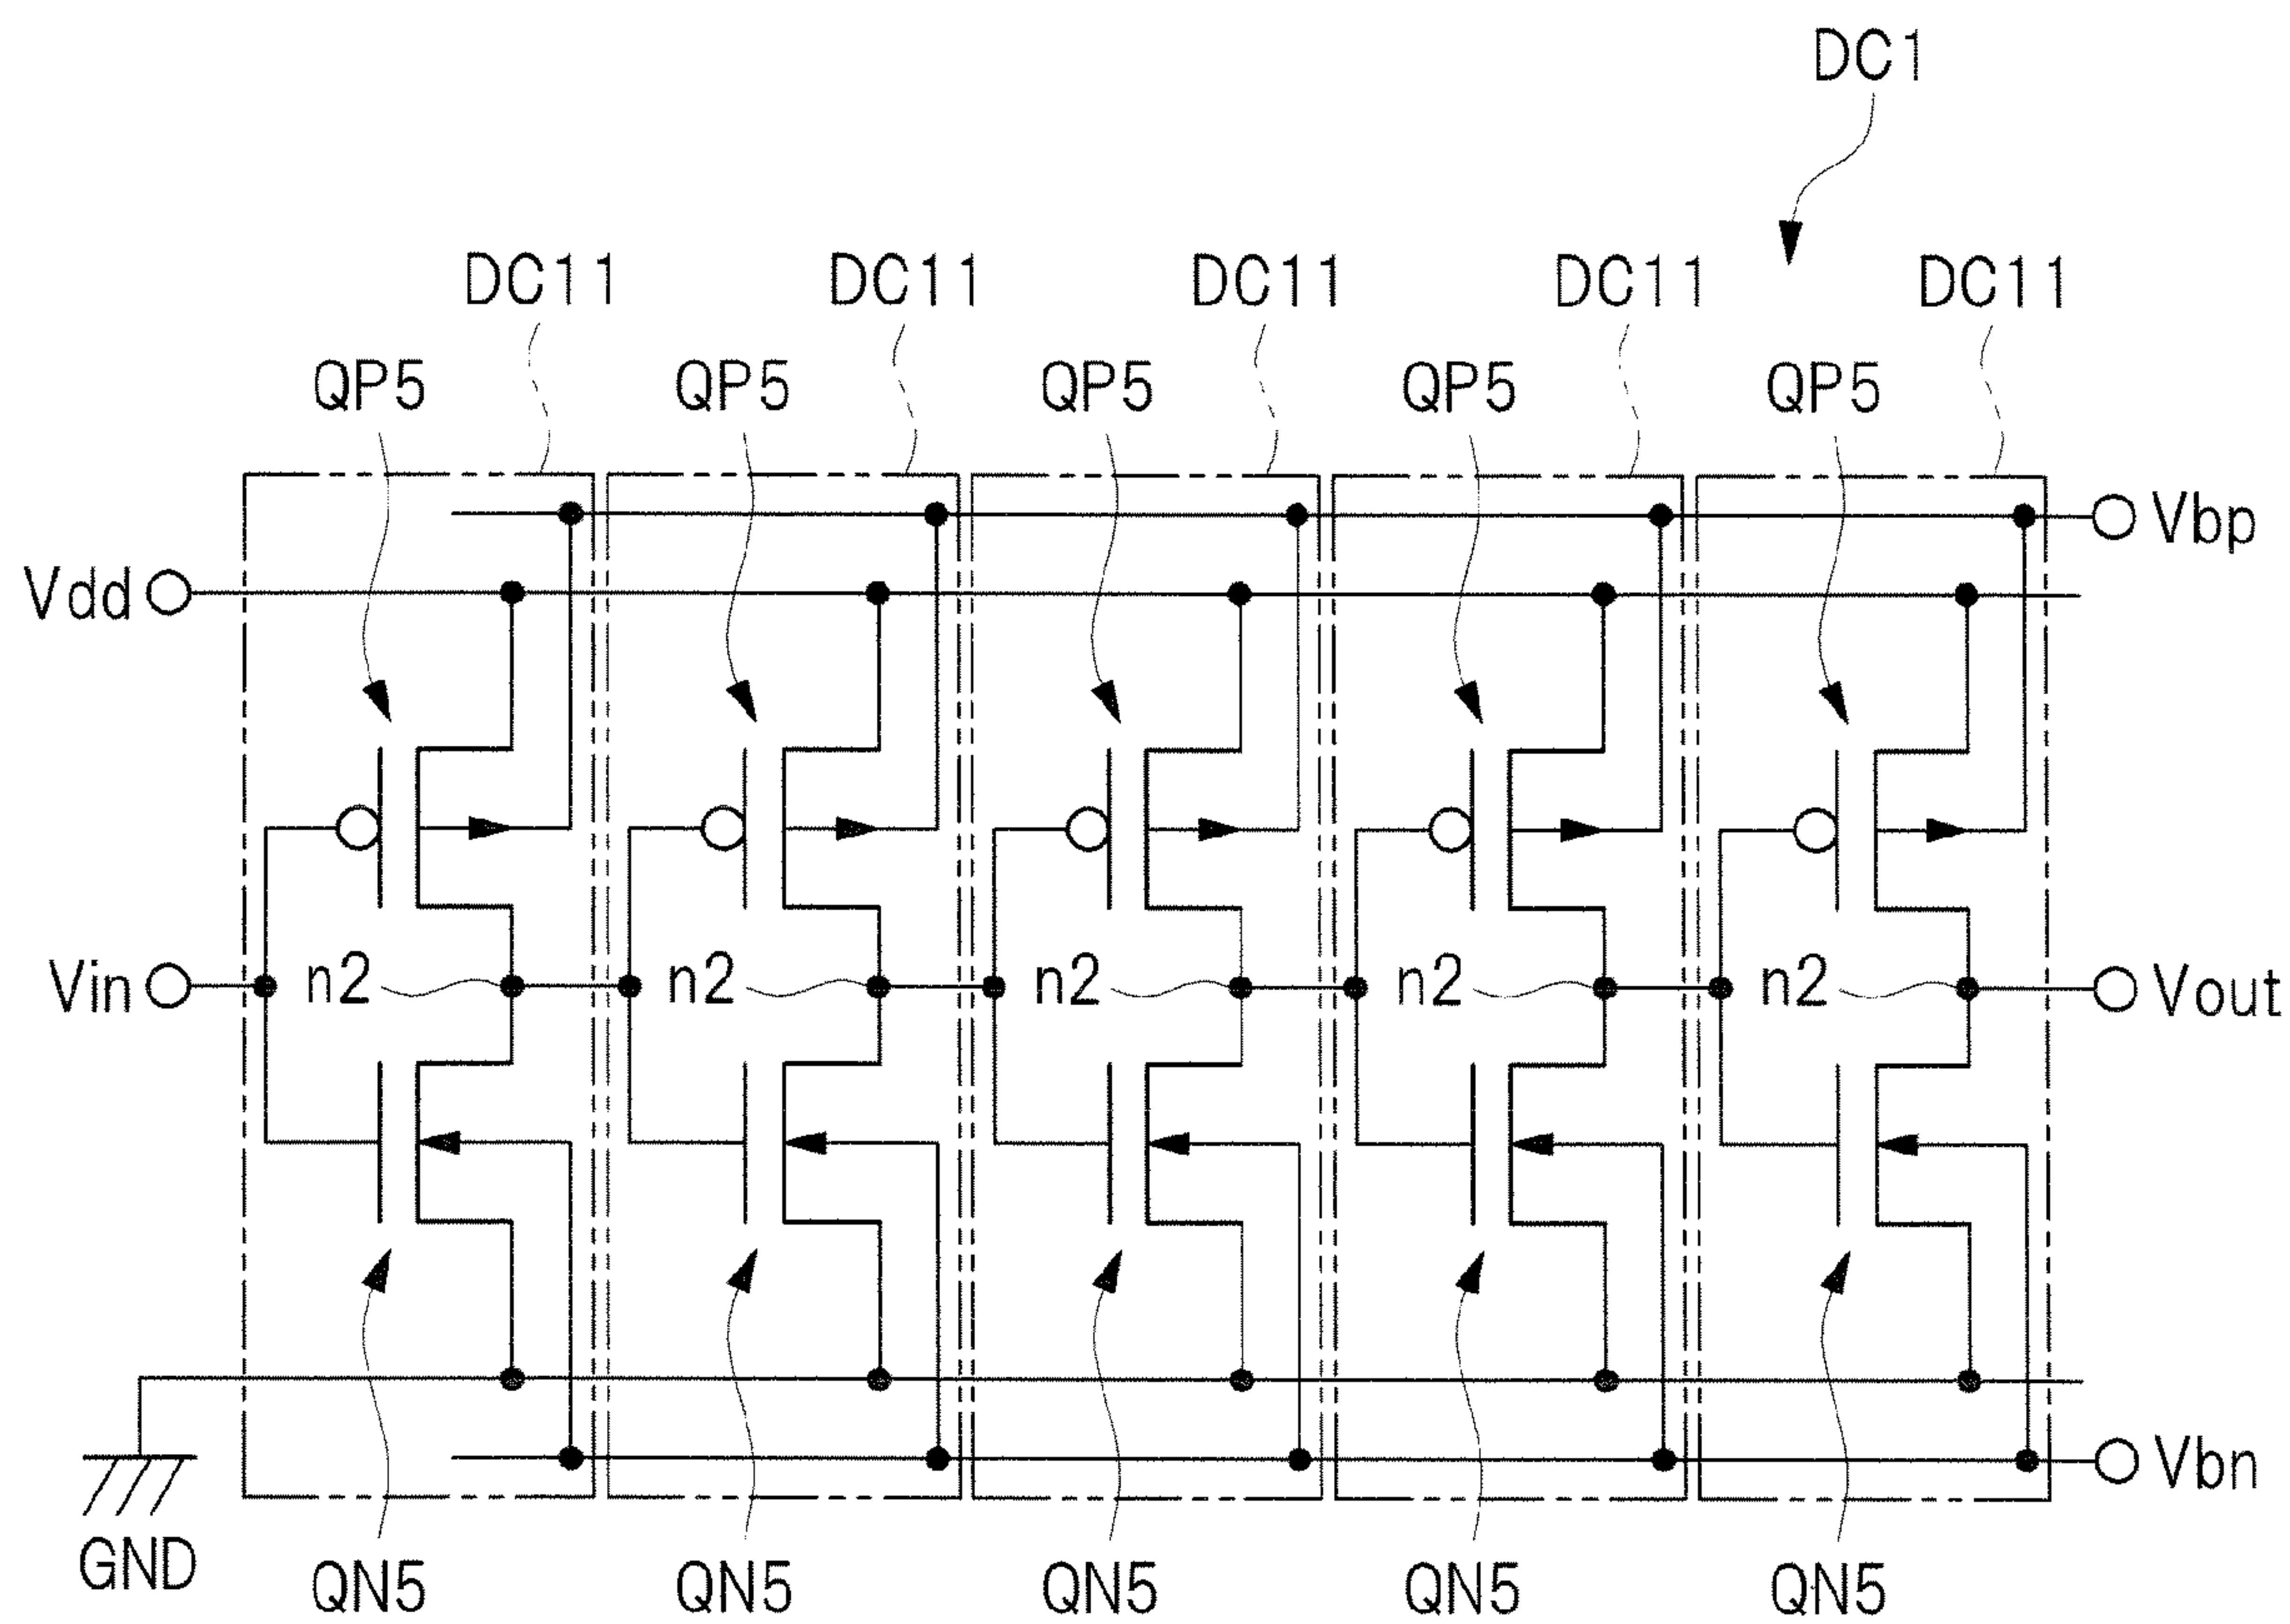 DC1
DC11 DC11 DC11 DC11 DC11
QP5 QP5 QP5 QP5 QP5
Vbp
Vdd
Vin n2 n2 n2 n2 n2 Vout
Vbn
GND
QN5 QN5 QN5 QN5 QN5